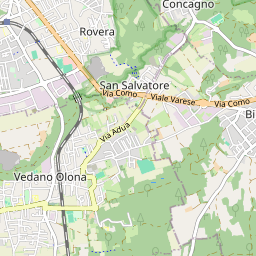 Concagno
Rovera
San Salvatore
Via Como
Viale Varese
Via Como
Bi
Via Adua
Vedano Olona